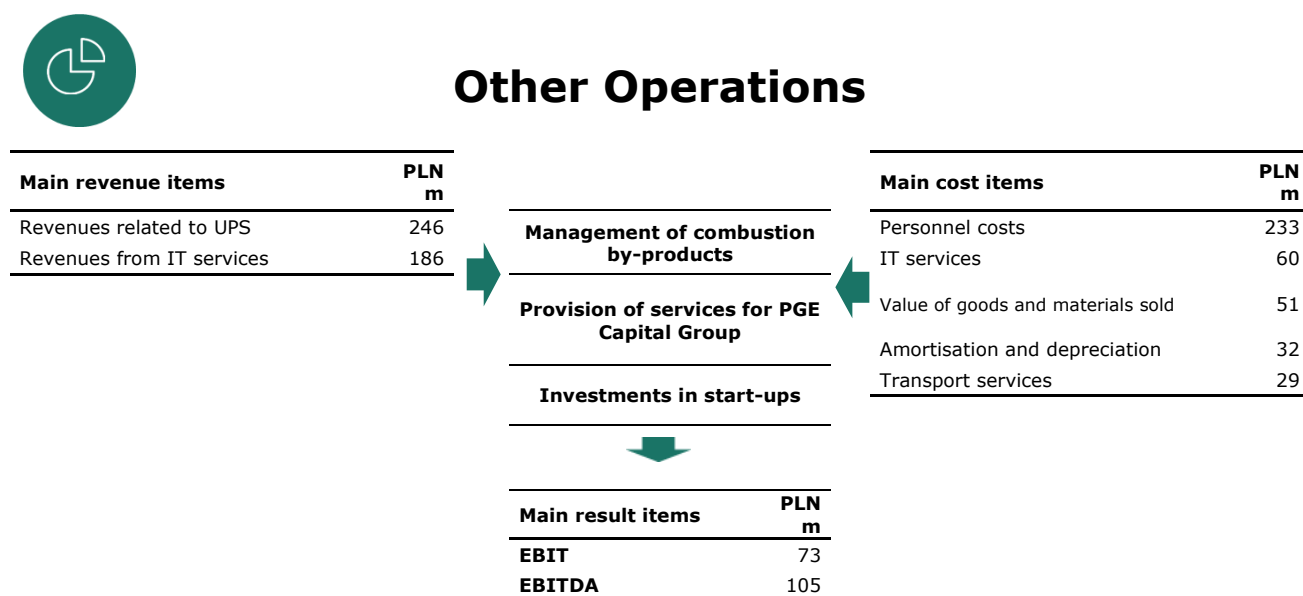 Other Operations
Main revenue items PLN
m
Revenues related to UPS 246
Revenues from IT services 186
Management of combustion
by-products
Provision of services for PGE
Capital Group
Investments in start-ups
Main cost items PLN
m
Personnel costs 233
IT services 60
Value of goods and materials sold 51
Amortisation and depreciation 32
Transport services 29
Main result items PLN
m
EBIT 73
EBITDA 105